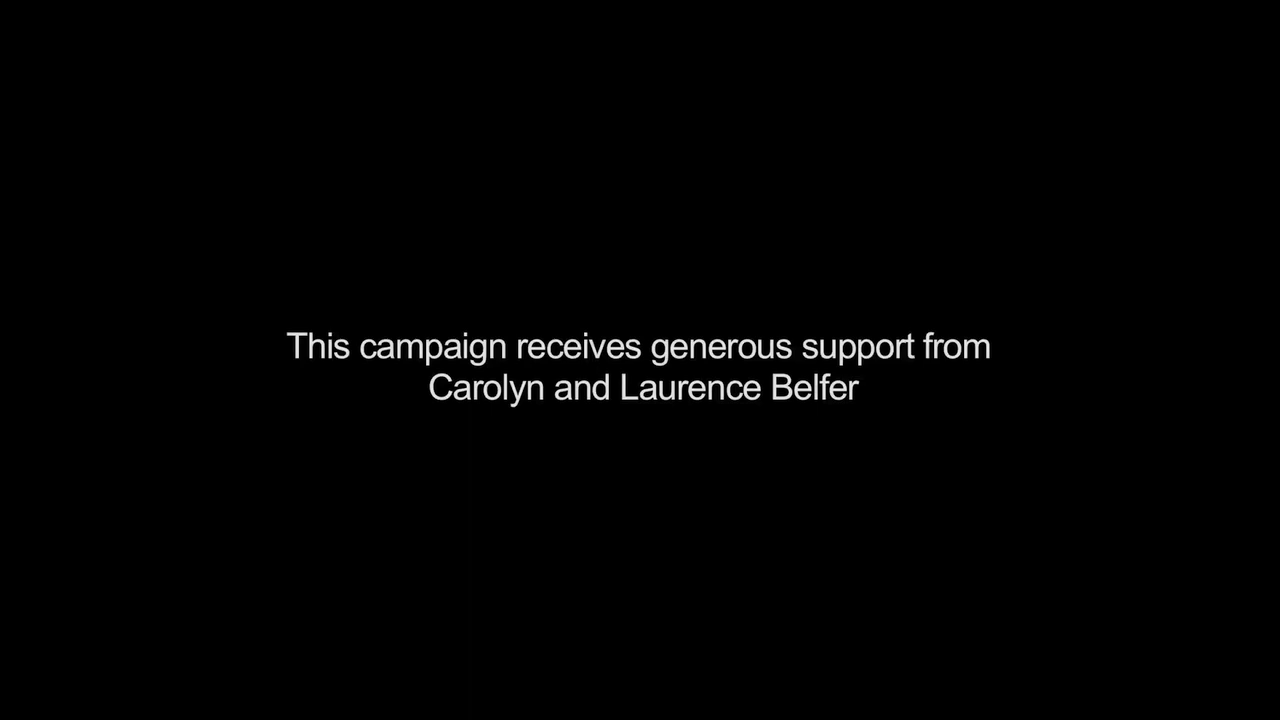 This campaign receives generous support from
Carolyn and Laurence Belfer